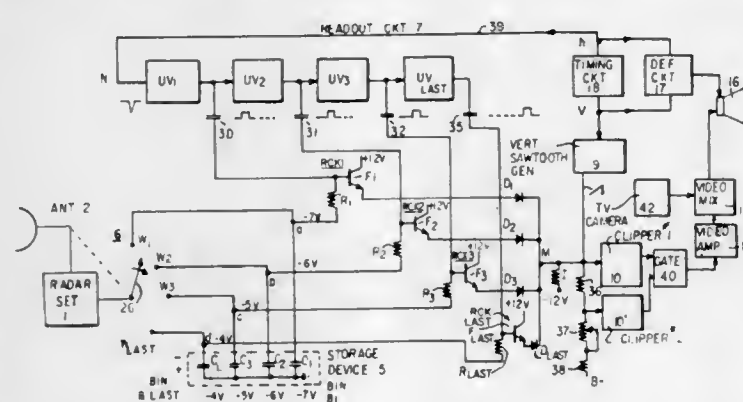 READOUT CKT 7
39
N
UV1
UV2
UV3
UV LAST
h
TIMING CKT 18
DEF CKT 17
16
30
31
32
35
V
VERT SAWTOOTH GEN
9
RCK1
+12V
F1
R1
D1
-7V
a
RCK2
+12V
F2
R2
D2
TV CAMERA
42
VIDEO MIX
ANT 2
6
W1
-6V
RCK3
+12V
F3
R3
D3
M
CLIPPER #1
10
GATE 40
VIDEO AMP
RADAR SET 1
26
W2
W3
-5V
c
-12V
36
RCK LAST
+12V
F LAST
D LAST
R LAST
10'
CLIPPER #2
37
38
B-
d -4V
CL
C3
C2
C1
STORAGE DEVICE 5
BIN B LAST
-4V
-5V
-6V
-7V
BIN B1